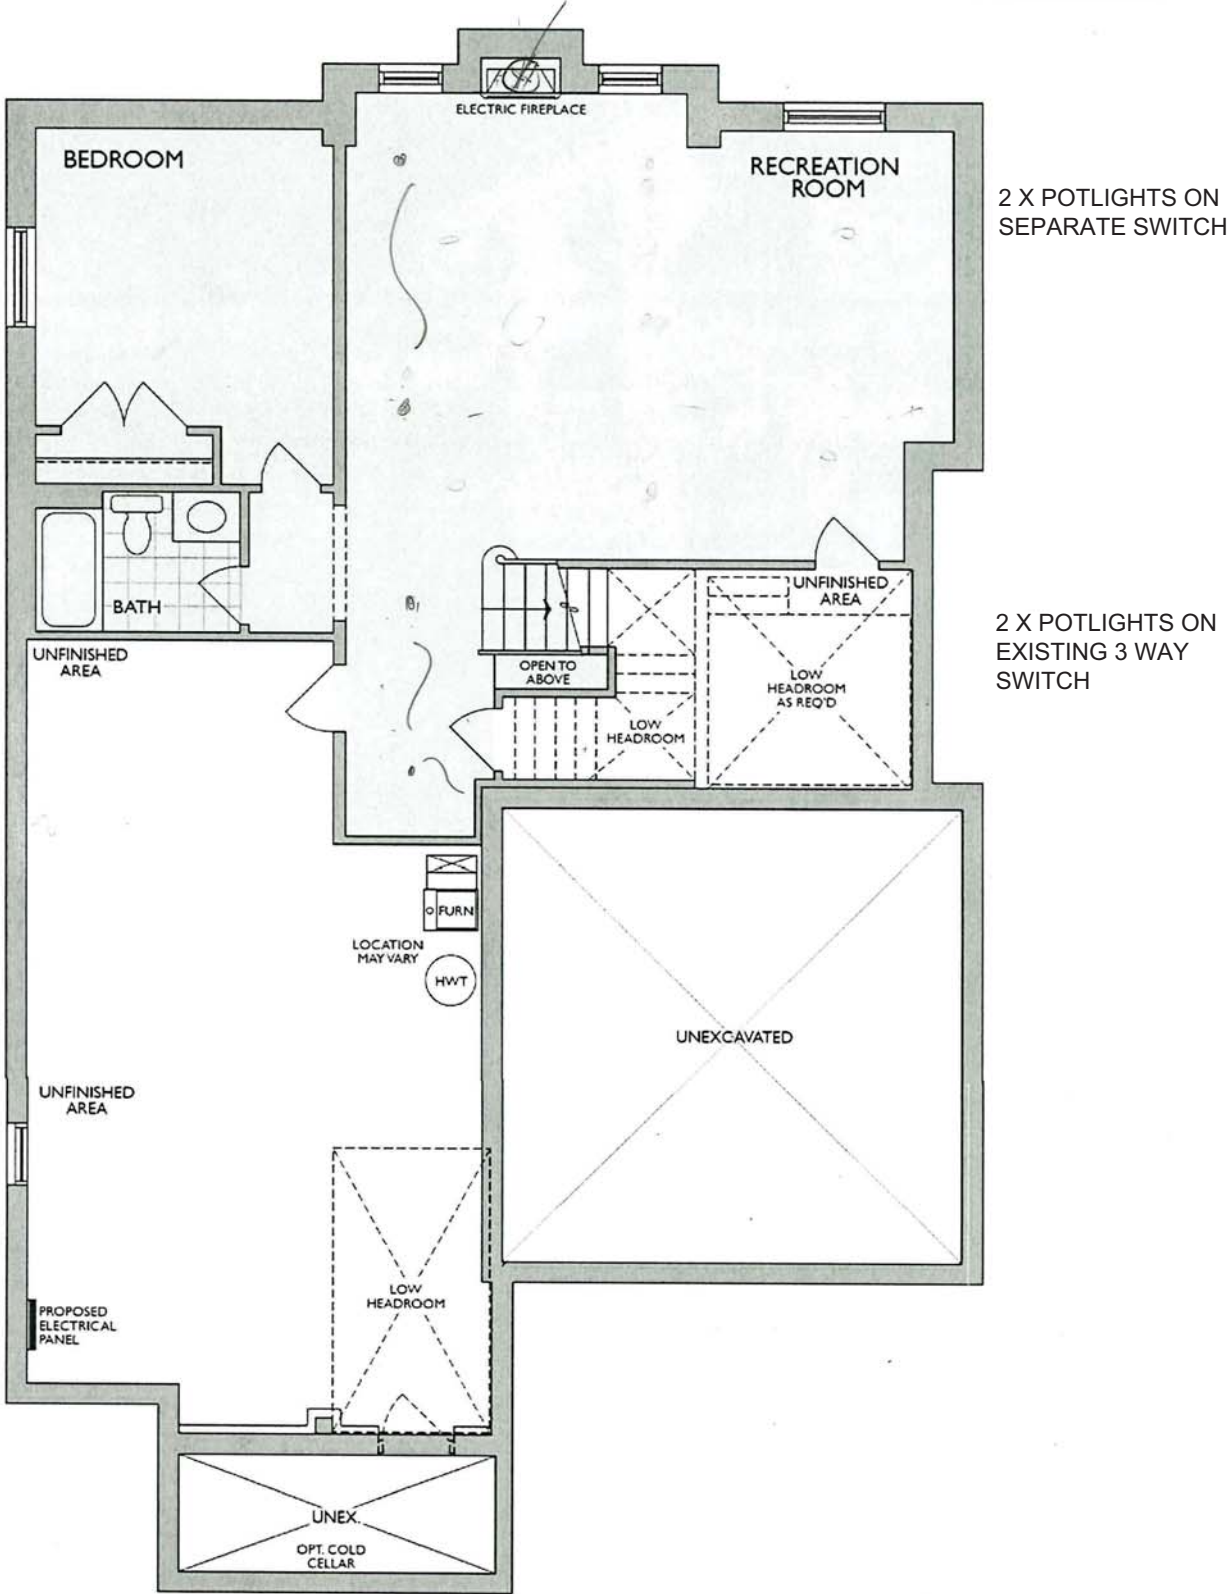 ELECTRIC FIREPLACE
BEDROOM
RECREATION
ROOM
2 X POTLIGHTS ON
SEPARATE SWITCH
BATH
UNFINISHED
AREA
UNFINISHED
AREA
OPEN TO
ABOVE
LOW
HEADROOM
AS REQ'D
LOW
HEADROOM
2 X POTLIGHTS ON
EXISTING 3 WAY
SWITCH
FURN
LOCATION
MAY VARY
HWT
UNEXCAVATED
UNFINISHED
AREA
LOW
HEADROOM
PROPOSED
ELECTRICAL
PANEL
UNEX.
OPT. COLD
CELLAR